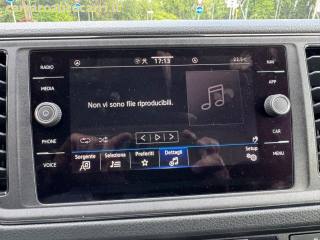 RADIO
17:13
22.5°C
NAV
MEDIA
APP
Non vi sono file riproducibili.
PHONE
CAR
VOICE
Sorgente
Seleziona
Preferiti
Dettagli
Setup
MENU